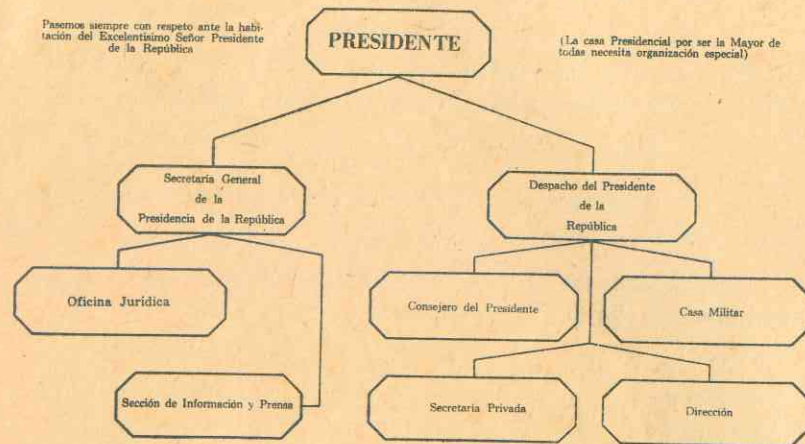 Pasemos siempre con respeto ante la habi-
tación del Excelentísimo Señor Presidente
de la República
PRESIDENTE
(La casa Presidencial por ser la Mayor de
todas necesita organización especial)
Secretaría General
de la
Presidencia de la República
Despacho del Presidente
de la
República
Oficina Jurídica
Consejero del Presidente
Casa Militar
Sección de Información y Prensa
Secretaría Privada
Dirección